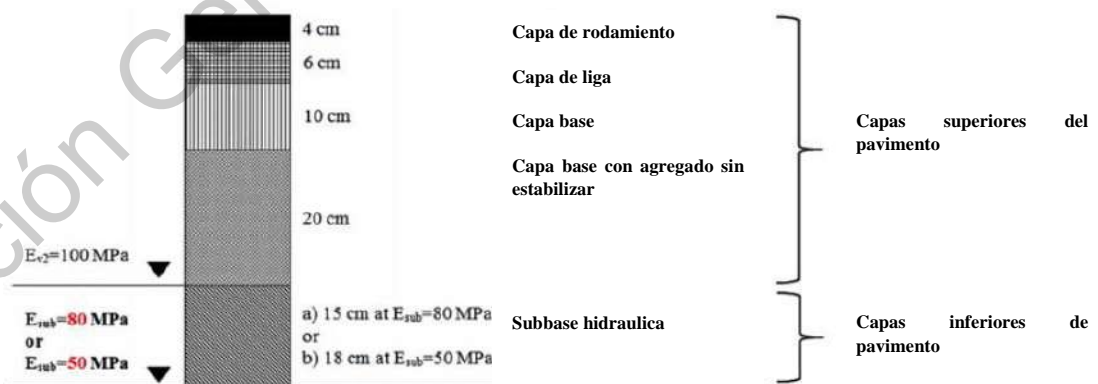 ción Ge
4 cm
6 cm
10 cm
20 cm
E_v2=100 MPa
E_sub=80 MPa
or
E_sub=50 MPa
a) 15 cm at E_sub=80 MPa
or
b) 18 cm at E_sub=50 MPa
Capa de rodamiento
Capa de liga
Capa base
Capa base con agregado sin
estabilizar
Subbase hidraulica
Capas superiores del
pavimento
Capas inferiores de
pavimento